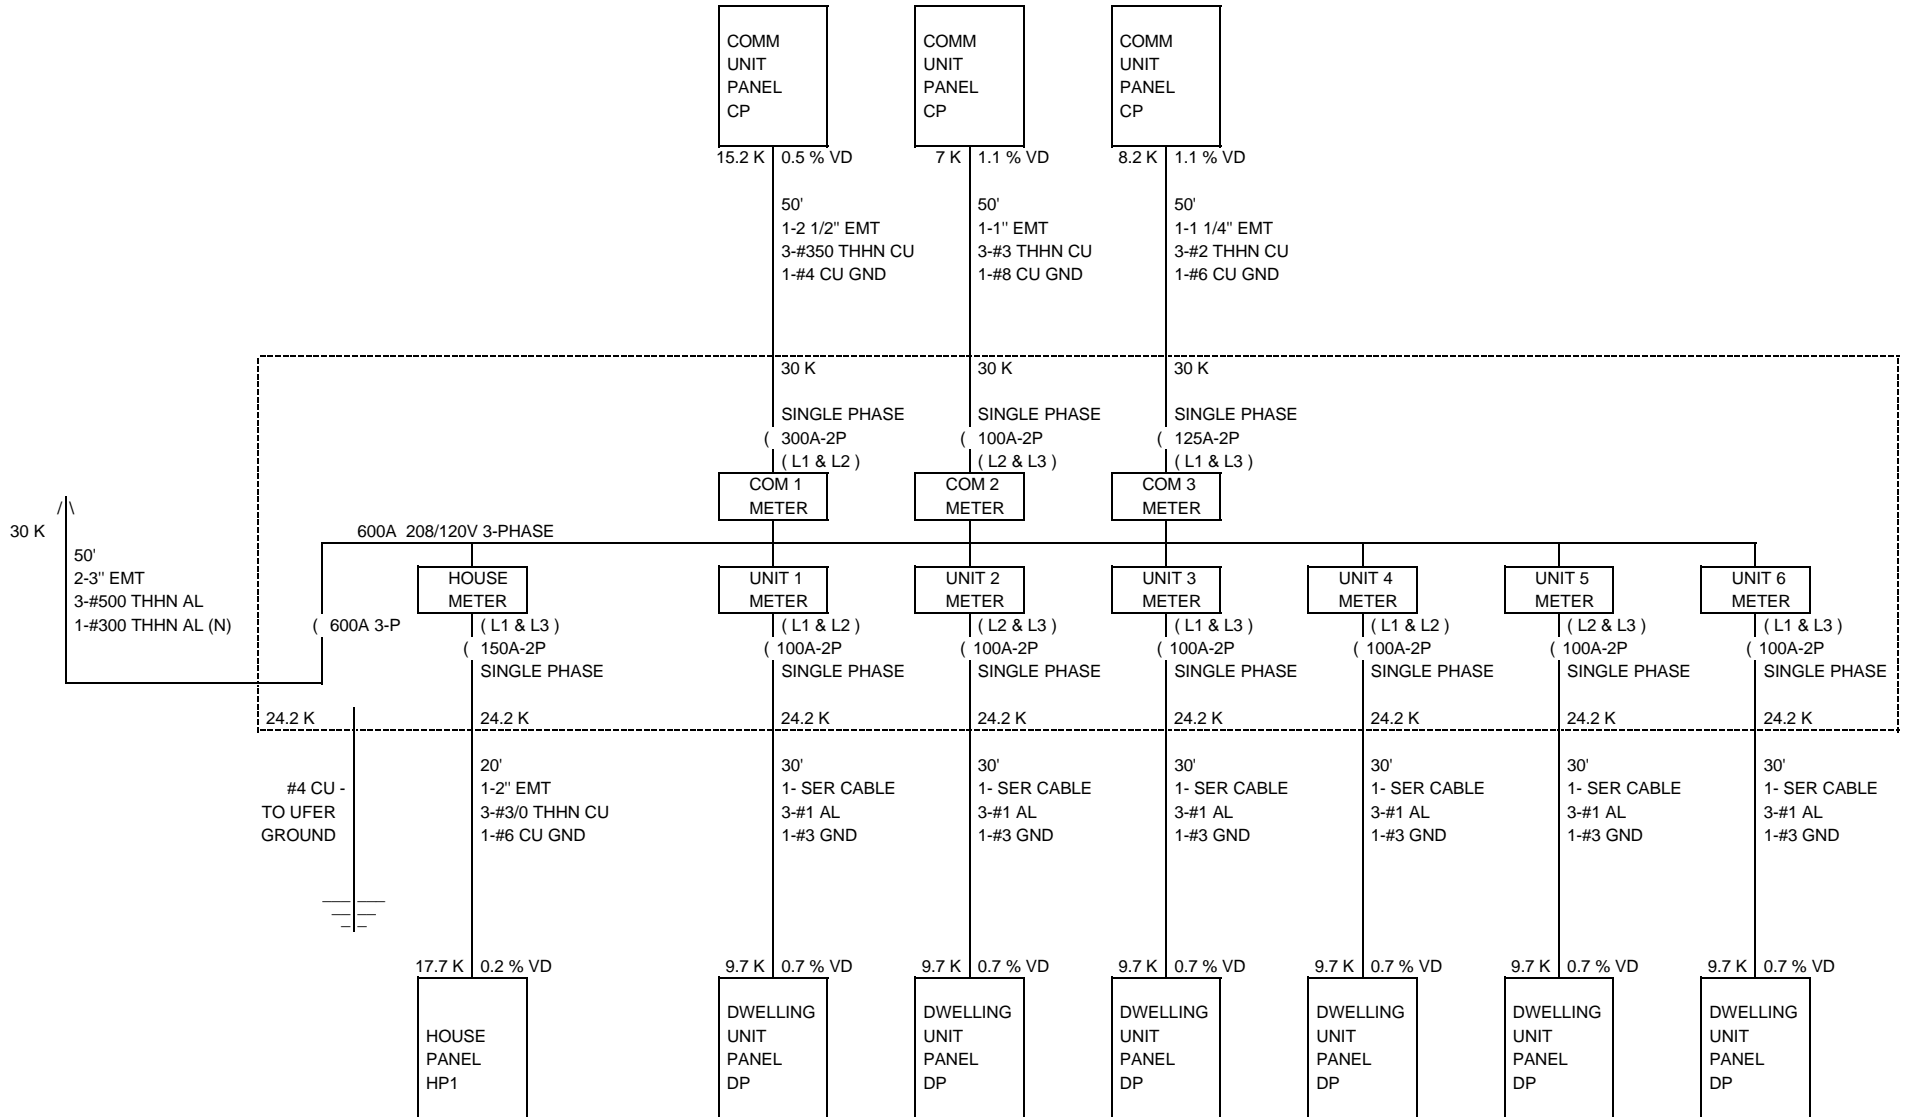 COMM
UNIT
PANEL
CP
COMM
UNIT
PANEL
CP
COMM
UNIT
PANEL
CP
15.2 K
0.5 % VD
7 K
1.1 % VD
8.2 K
1.1 % VD
50'
1-2 1/2" EMT
3-#350 THHN CU
1-#4 CU GND
50'
1-1" EMT
3-#3 THHN CU
1-#8 CU GND
50'
1-1 1/4" EMT
3-#2 THHN CU
1-#6 CU GND
30 K
SINGLE PHASE
300A-2P
( L1 & L2 )
COM 1
METER
30 K
SINGLE PHASE
100A-2P
( L2 & L3 )
COM 2
METER
30 K
SINGLE PHASE
125A-2P
( L1 & L3 )
COM 3
METER
30 K
50'
2-3" EMT
3-#500 THHN AL
1-#300 THHN AL (N)
600A 208/120V 3-PHASE
600A 3-P
24.2 K
#4 CU -
TO UFER
GROUND
HOUSE
METER
( L1 & L3 )
150A-2P
SINGLE PHASE
24.2 K
20'
1-2" EMT
3-#3/0 THHN CU
1-#6 CU GND
17.7 K
0.2 % VD
HOUSE
PANEL
HP1
UNIT 1
METER
( L1 & L2 )
100A-2P
SINGLE PHASE
24.2 K
30'
1- SER CABLE
3-#1 AL
1-#3 GND
9.7 K
0.7 % VD
DWELLING
UNIT
PANEL
DP
UNIT 2
METER
( L2 & L3 )
100A-2P
SINGLE PHASE
24.2 K
30'
1- SER CABLE
3-#1 AL
1-#3 GND
9.7 K
0.7 % VD
DWELLING
UNIT
PANEL
DP
UNIT 3
METER
( L1 & L3 )
100A-2P
SINGLE PHASE
24.2 K
30'
1- SER CABLE
3-#1 AL
1-#3 GND
9.7 K
0.7 % VD
DWELLING
UNIT
PANEL
DP
UNIT 4
METER
( L1 & L2 )
100A-2P
SINGLE PHASE
24.2 K
30'
1- SER CABLE
3-#1 AL
1-#3 GND
9.7 K
0.7 % VD
DWELLING
UNIT
PANEL
DP
UNIT 5
METER
( L2 & L3 )
100A-2P
SINGLE PHASE
24.2 K
30'
1- SER CABLE
3-#1 AL
1-#3 GND
9.7 K
0.7 % VD
DWELLING
UNIT
PANEL
DP
UNIT 6
METER
( L1 & L3 )
100A-2P
SINGLE PHASE
24.2 K
30'
1- SER CABLE
3-#1 AL
1-#3 GND
9.7 K
0.7 % VD
DWELLING
UNIT
PANEL
DP